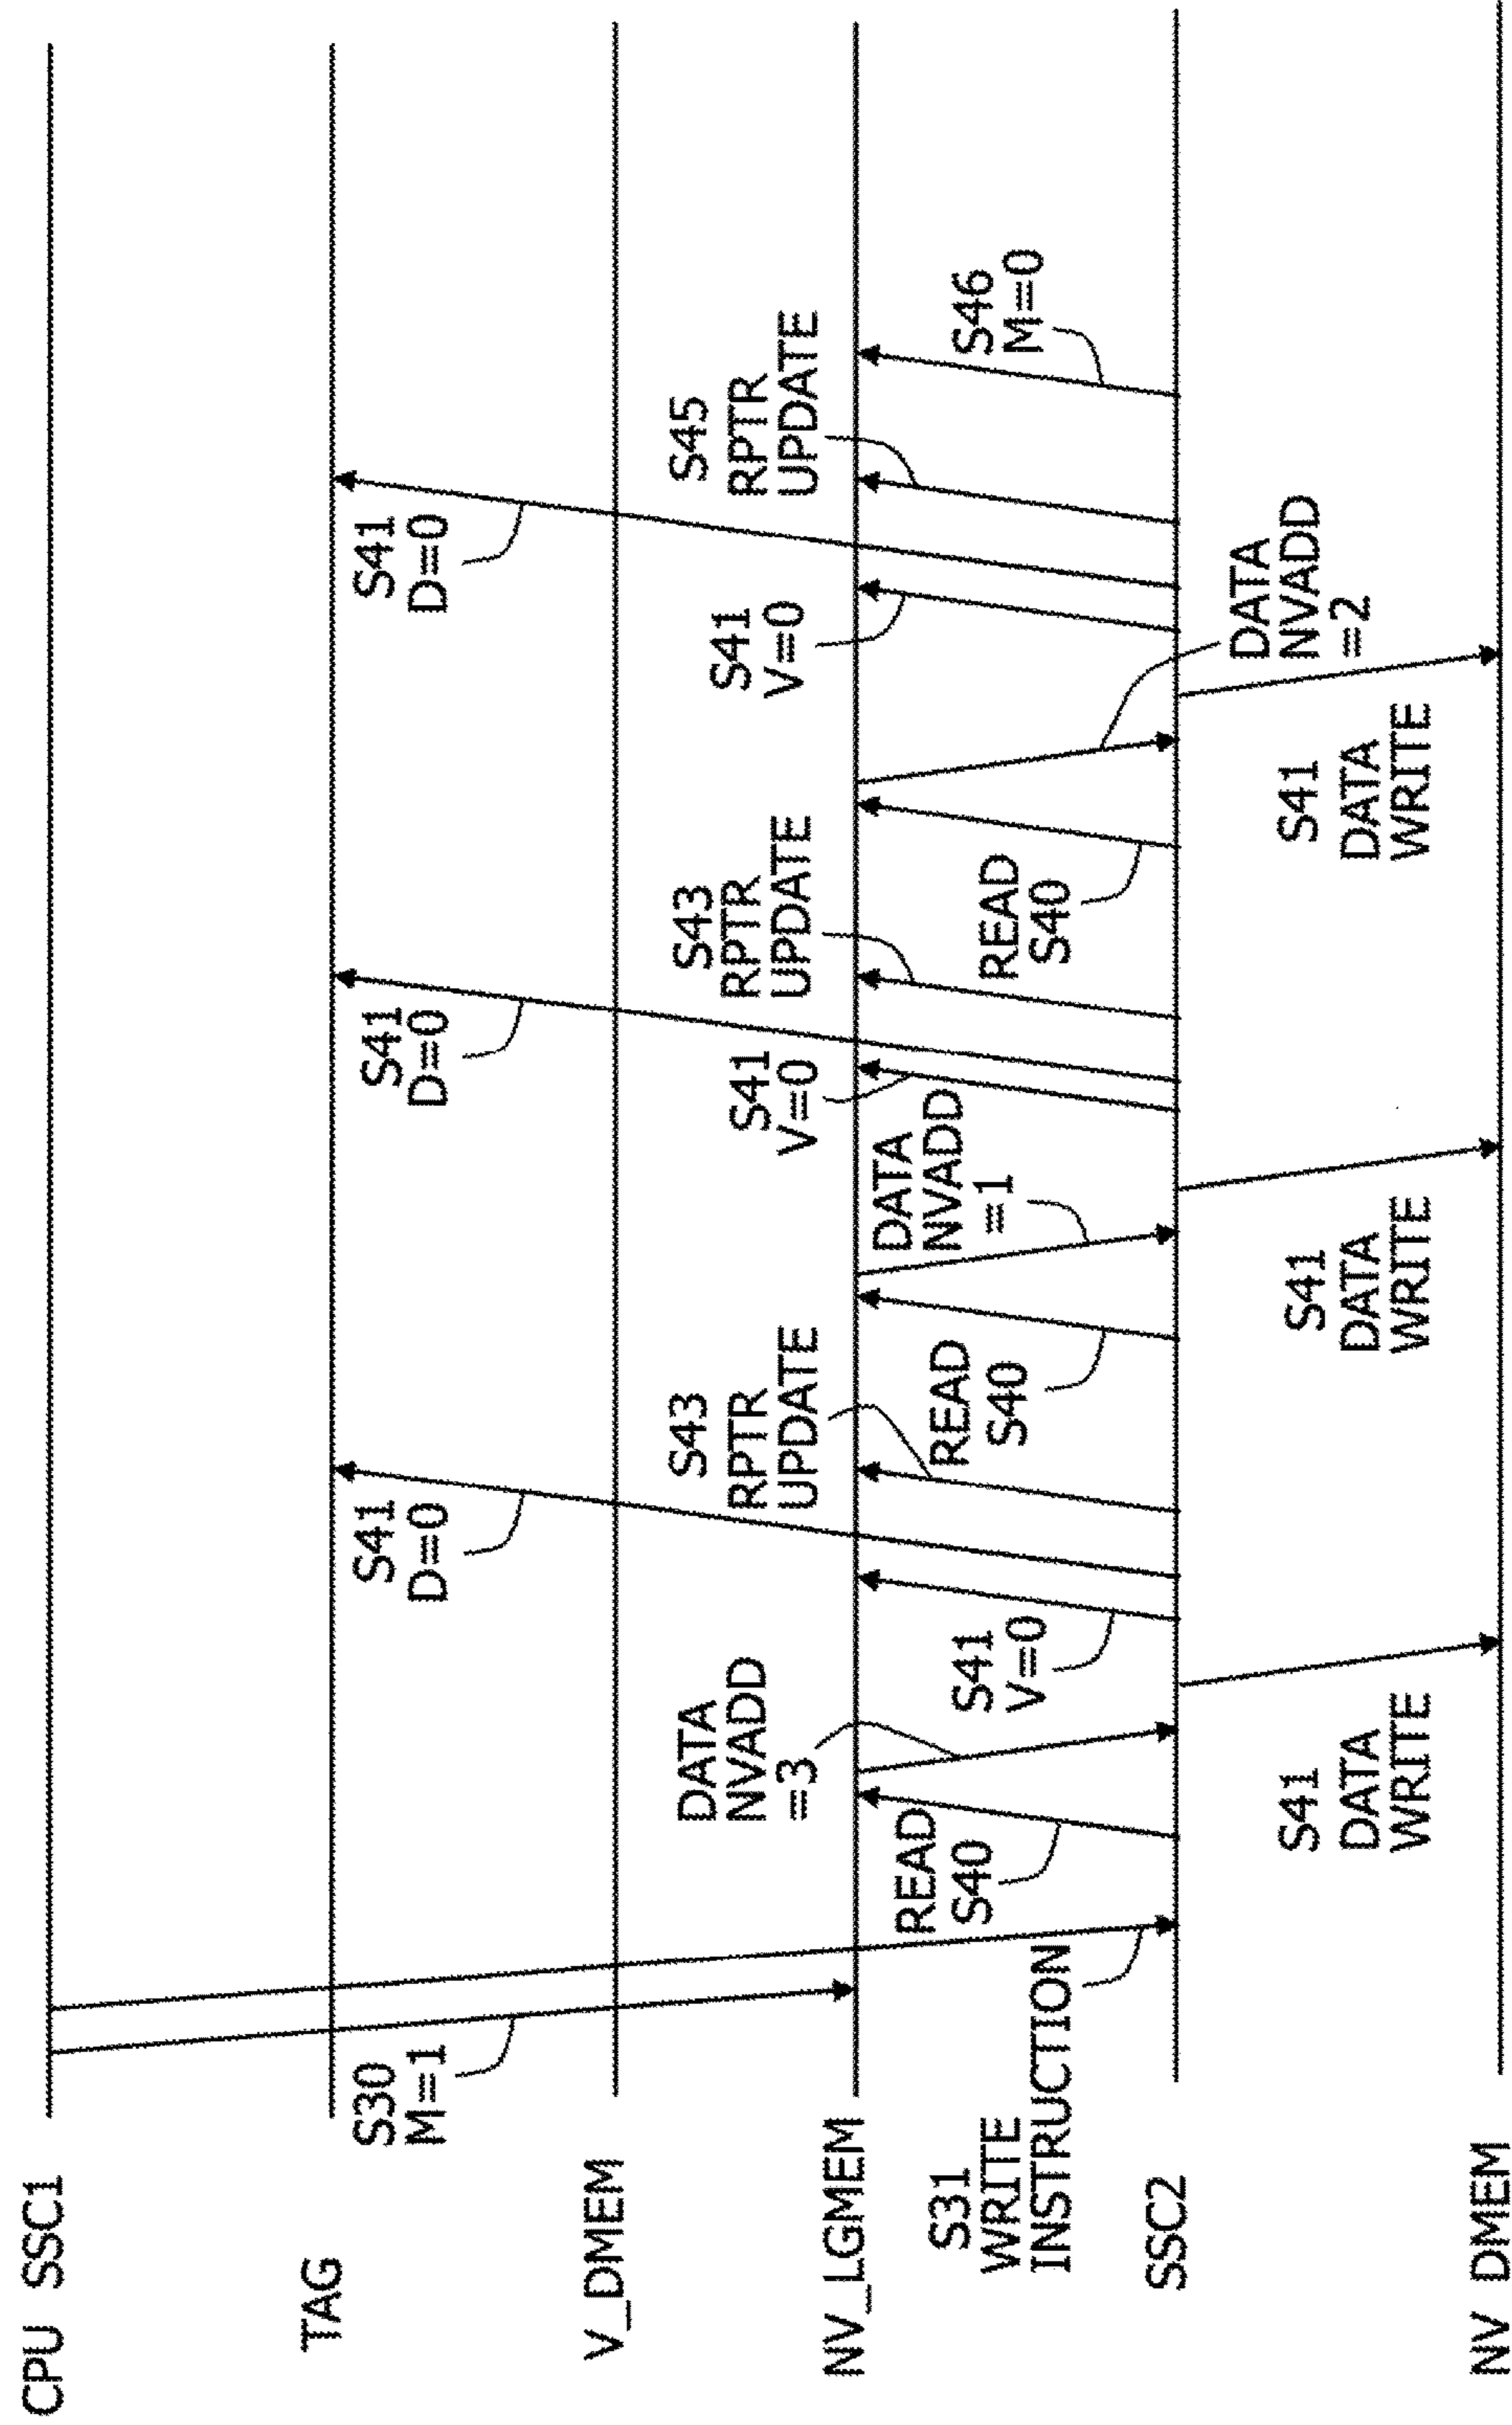 CPU SSC1
TAG
V_DMEM
NV_LGMEM
SSC2
NV DMEM
S30
M=1
S31
WRITE
INSTRUCTION
READ
S40
DATA
NVADD
=3
S41
DATA
WRITE
S41
V=0
S41
D=0
S43
RPTR
UPDATE
READ
S40
DATA
NVADD
=1
S41
DATA
WRITE
S41
V=0
S41
D=0
S43
RPTR
UPDATE
READ
S40
DATA
NVADD
=2
S41
DATA
WRITE
S41
V=0
S41
D=0
S45
RPTR
UPDATE
S46
M=0